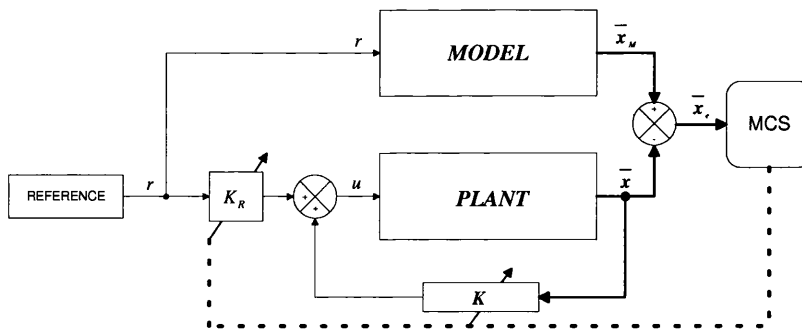 r
MODEL
x̄_M
+
x̄_e
MCS
-
REFERENCE
r
K_R
+
+
u
PLANT
x̄
K